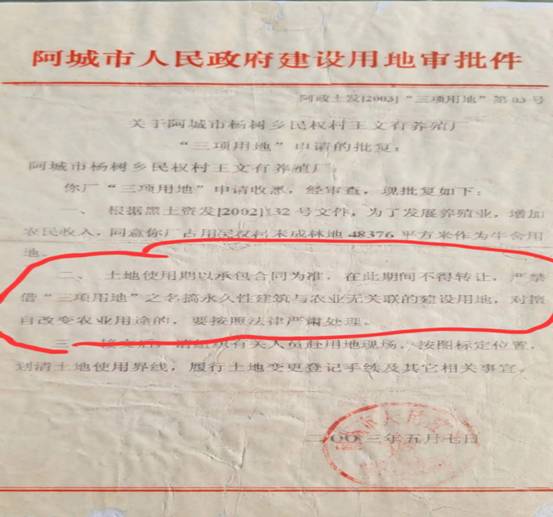 阿城市人民政府建设用地审批件
阿政土发[2003]“三项用地”第03号
关于阿城市杨树乡民权村王文有养殖厂
“三项用地”申请的批复：
阿城市杨树乡民权村王文有养殖厂：
你厂“三项用地”申请收悉，经审查，现批复如下：
一、根据黑土资发[2002]132号文件，为了发展养殖业，增加
农民收入，同意你厂占用民权村未成林地48376平方米作为牛舍用
地。
二、土地使用期以承包合同为准，在此期间不得转让，严禁
借“三项用地”之名搞永久性建筑与农业无关联的建设用地，对擅
自改变农业用途的，要按照法律严肃处理。
三、接文后，请组织有关人员赴用地现场，按图标定位置，
划清土地使用界线，履行土地变更登记手续及其它相关事宜。
二〇〇三年五月七日